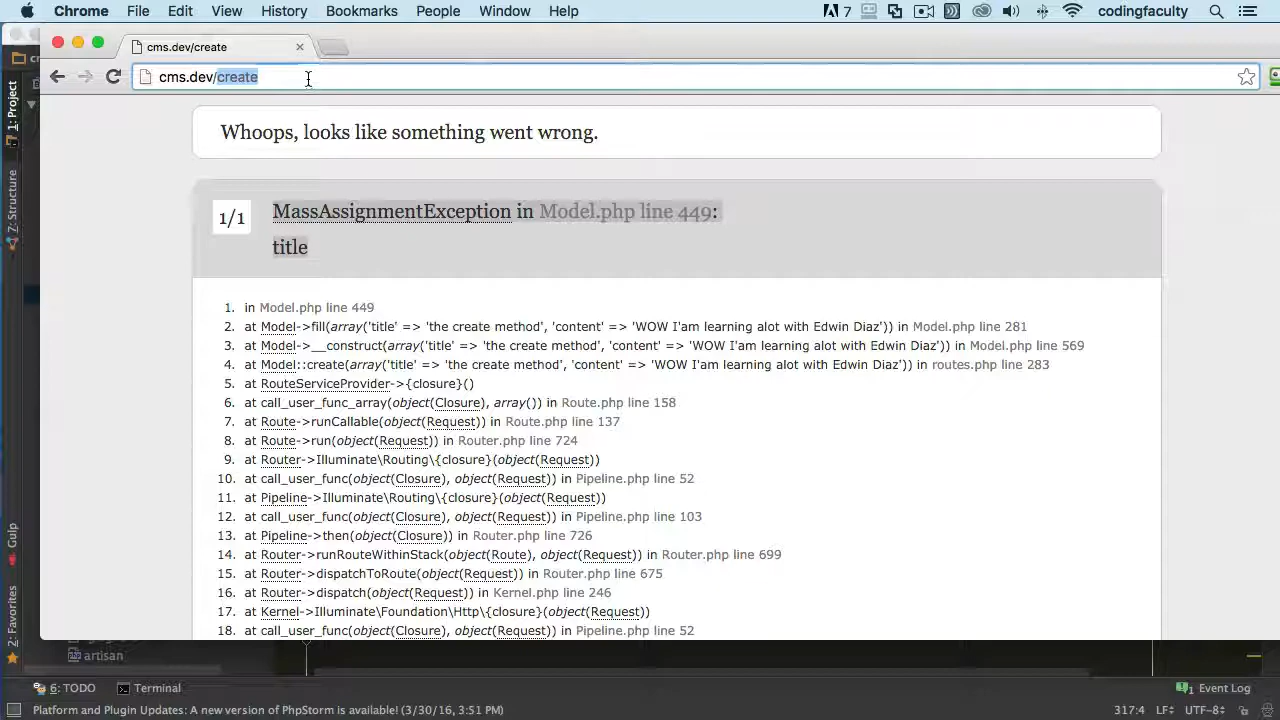 Chrome File Edit View History Bookmarks People Window Help 7 codingfaculty
cms.dev/create
cms.dev/create
1: Project
7: Structure
Gulp
2: Favorites
Whoops, looks like something went wrong.
1/1
MassAssignmentException in Model.php line 449:
title
1. in Model.php line 449
2. at Model->fill(array('title' => 'the create method', 'content' => 'WOW I'am learning alot with Edwin Diaz')) in Model.php line 281
3. at Model->__construct(array('title' => 'the create method', 'content' => 'WOW I'am learning alot with Edwin Diaz')) in Model.php line 569
4. at Model::create(array('title' => 'the create method', 'content' => 'WOW I'am learning alot with Edwin Diaz')) in routes.php line 283
5. at RouteServiceProvider->{closure}()
6. at call_user_func_array(object(Closure), array()) in Route.php line 158
7. at Route->runCallable(object(Request)) in Route.php line 137
8. at Route->run(object(Request)) in Router.php line 724
9. at Router->Illuminate\Routing\{closure}(object(Request))
10. at call_user_func(object(Closure), object(Request)) in Pipeline.php line 52
11. at Pipeline->Illuminate\Routing\{closure}(object(Request))
12. at call_user_func(object(Closure), object(Request)) in Pipeline.php line 103
13. at Pipeline->then(object(Closure)) in Router.php line 726
14. at Router->runRouteWithinStack(object(Route), object(Request)) in Router.php line 699
15. at Router->dispatchToRoute(object(Request)) in Router.php line 675
16. at Router->dispatch(object(Request)) in Kernel.php line 246
17. at Kernel->Illuminate\Foundation\Http\{closure}(object(Request))
18. at call_user_func(object(Closure), object(Request)) in Pipeline.php line 52
artisan
6: TODO Terminal 1 Event Log
Platform and Plugin Updates: A new version of PhpStorm is available! (3/30/16, 3:51 PM) 317:4 LF UTF-8